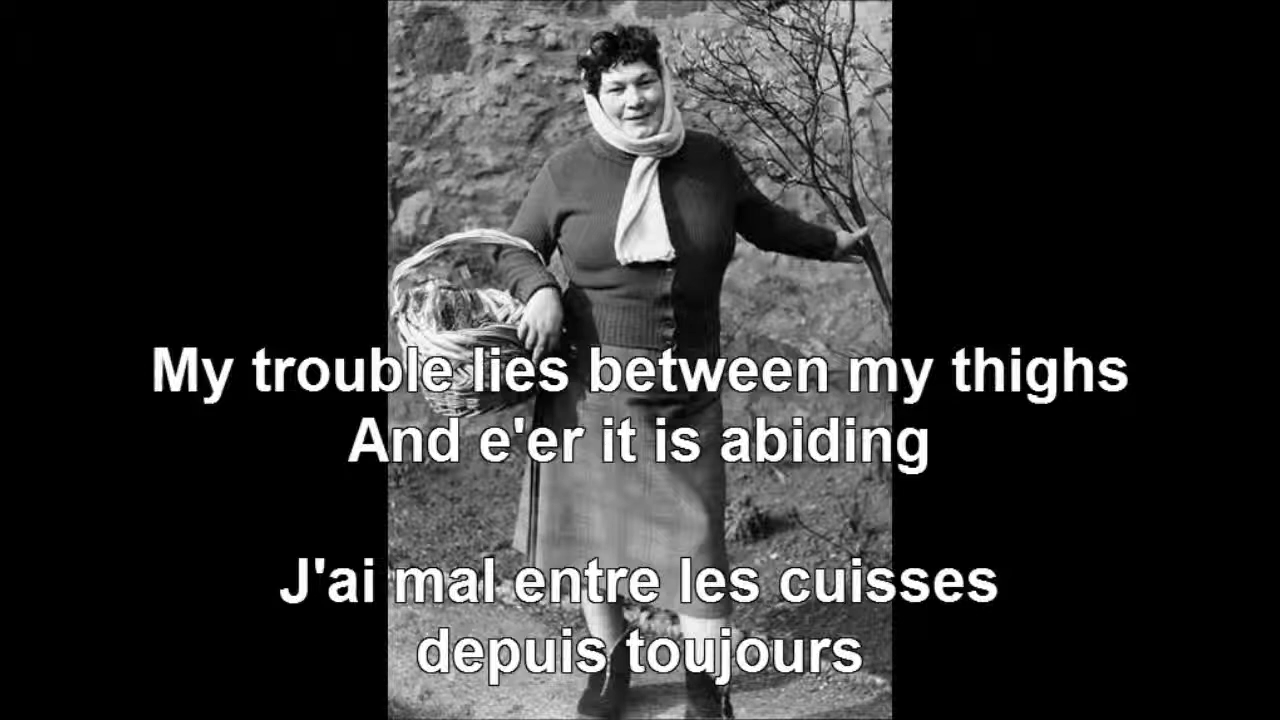 My trouble lies between my thighs
And e'er it is abiding
J'ai mal entre les cuisses
depuis toujours